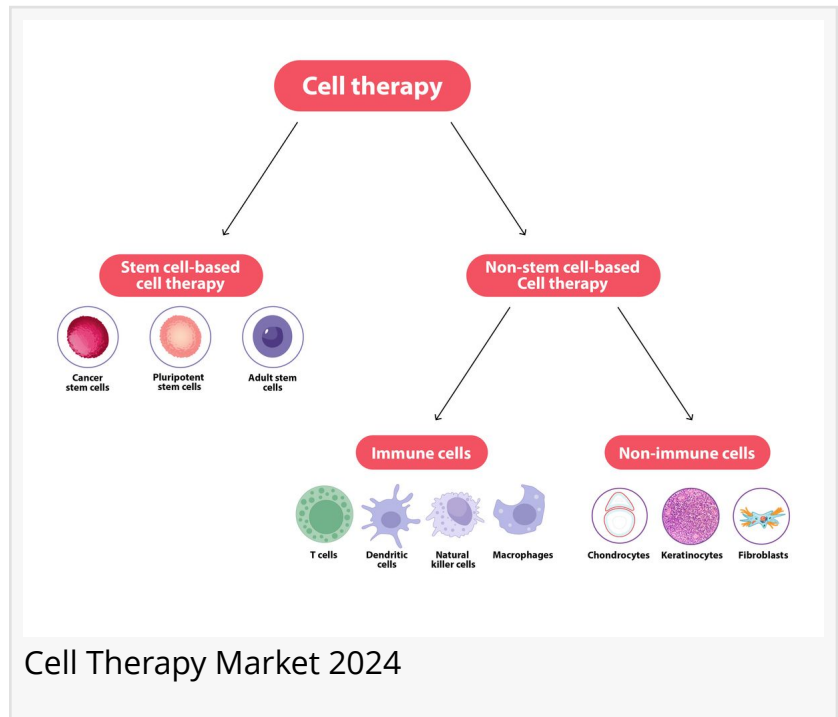 Cell therapy
Stem cell-based
cell therapy
Non-stem cell-based
Cell therapy
Cancer
stem cells
Pluripotent
stem cells
Adult stem
cells
Immune cells
Non-immune cells
T cells
Dendritic
cells
Natural
killer cells
Macrophages
Chondrocytes
Keratinocytes
Fibroblasts
Cell Therapy Market 2024